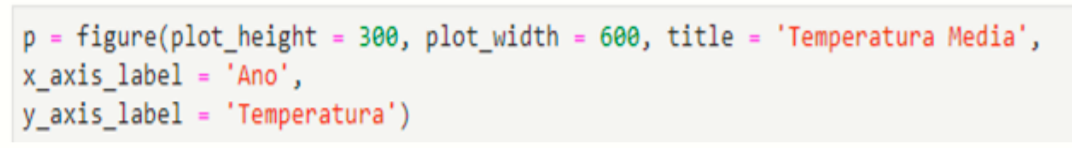 p = figure(plot_height = 300, plot_width = 600, title = 'Temperatura Media',
x_axis_label = 'Ano',
y_axis_label = 'Temperatura')